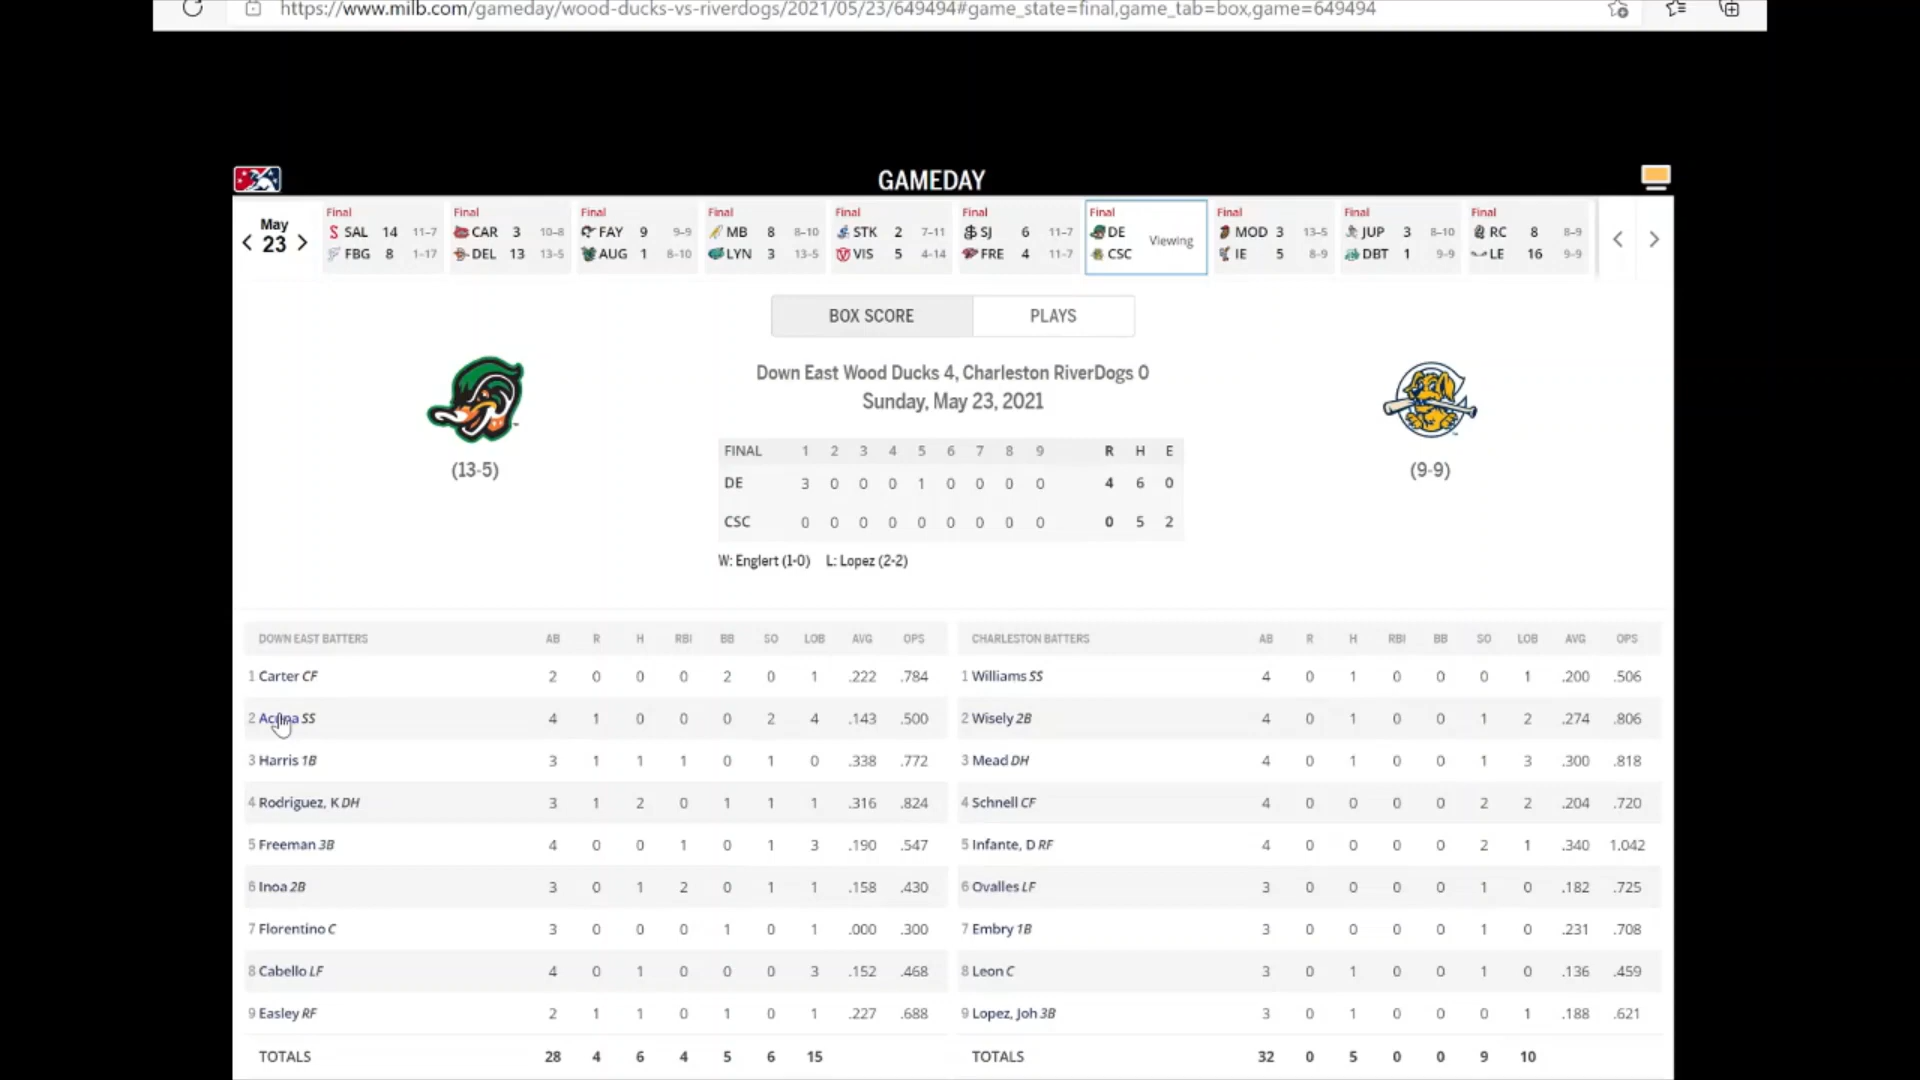 https://www.milb.com/gameday/wood-ducks-vs-riverdogs/2021/05/23/649494#game_state=final,game_tab=box,game=649494
GAMEDAY
May 23
Final
SAL 14 11-7
FBG 8 1-17
Final
CAR 3 10-8
DEL 13 13-5
Final
FAY 9 9-9
AUG 1 8-10
Final
MB 8 8-10
LYN 3 13-5
Final
STK 2 7-11
VIS 5 4-14
Final
SJ 6 11-7
FRE 4 11-7
Final
DE
CSC
Viewing
Final
MOD 3 13-5
IE 5 8-9
Final
JUP 3 8-10
DBT 1 9-9
Final
RC 8 8-9
LE 16 9-9
BOX SCORE PLAYS
Down East Wood Ducks 4, Charleston RiverDogs 0
Sunday, May 23, 2021
(13-5)
(9-9)
FINAL 1 2 3 4 5 6 7 8 9 R H E
DE 3 0 0 0 1 0 0 0 0 4 6 0
CSC 0 0 0 0 0 0 0 0 0 0 5 2
W: Englert (1-0) L: Lopez (2-2)
DOWN EAST BATTERS AB R H RBI BB SO LOB AVG OPS
1 Carter CF 2 0 0 0 2 0 1 .222 .784
2 SS 4 1 0 0 0 2 4 .143 .500
3 Harris 1B 3 1 1 1 0 1 0 .338 .772
4 Rodriguez, K DH 3 1 2 0 1 1 1 .316 .824
5 Freeman 3B 4 0 0 1 0 1 3 .190 .547
6 Inoa 2B 3 0 1 2 0 1 1 .158 .430
7 Florentino C 3 0 0 0 1 0 1 .000 .300
8 Cabello LF 4 0 1 0 0 0 3 .152 .468
9 Easley RF 2 1 1 0 1 0 1 .227 .688
TOTALS 28 4 6 4 5 6 15
CHARLESTON BATTERS AB R H RBI BB SO LOB AVG OPS
1 Williams SS 4 0 1 0 0 0 1 .200 .506
2 Wisely 2B 4 0 1 0 0 1 2 .274 .806
3 Mead DH 4 0 1 0 0 1 3 .300 .818
4 Schnell CF 4 0 0 0 0 2 2 .204 .720
5 Infante, D RF 4 0 0 0 0 2 1 .340 1.042
6 Ovalles LF 3 0 0 0 0 1 0 .182 .725
7 Embry 1B 3 0 0 0 0 1 0 .231 .708
8 Leon C 3 0 1 0 0 1 0 .136 .459
9 Lopez, Joh 3B 3 0 1 0 0 0 1 .188 .621
TOTALS 32 0 5 0 0 9 10